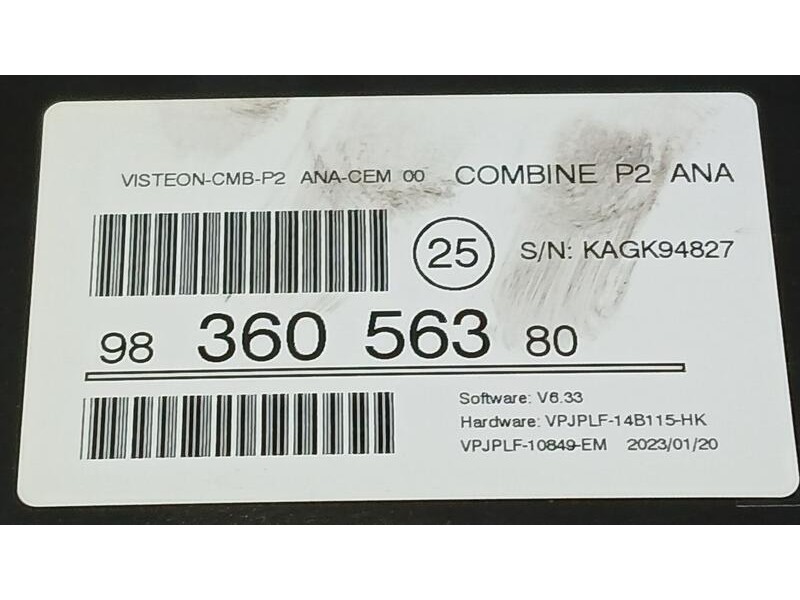 VISTEON-CMB-P2 ANA-CEM 00 COMBINE P2 ANA
25 S/N: KAGK94827
98 360 563 80
Software: V6.33
Hardware: VPJPLF-14B115-HK
VPJPLF-10849-EM 2023/01/20